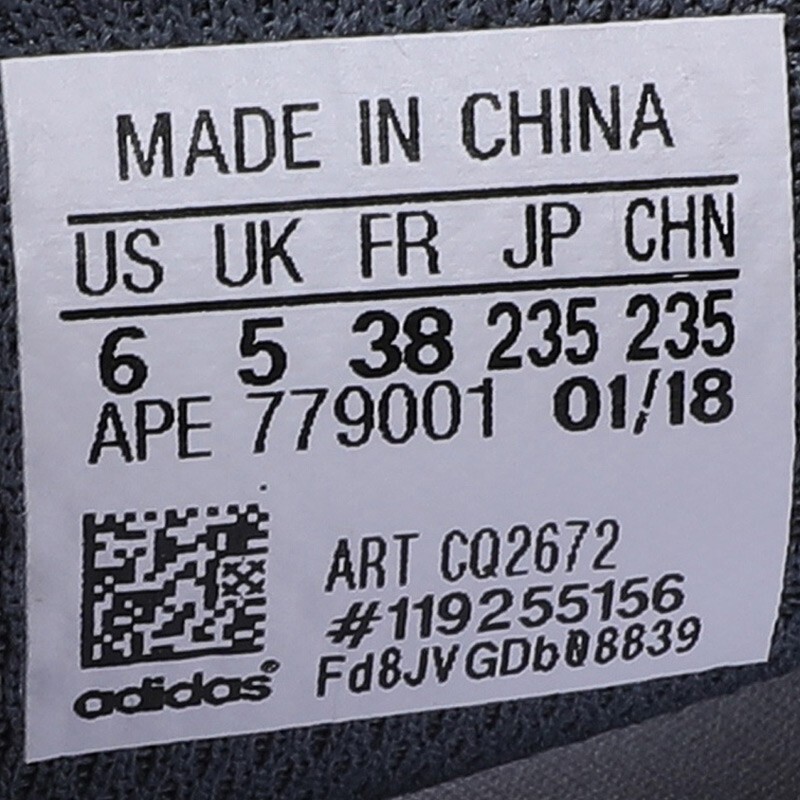 MADE IN CHINA
US UK FR JP CHN
6 5 38 235 235
APE 779001 01/18
ART CQ2672
#119255156
Fd8JVGDb08839
adidas®